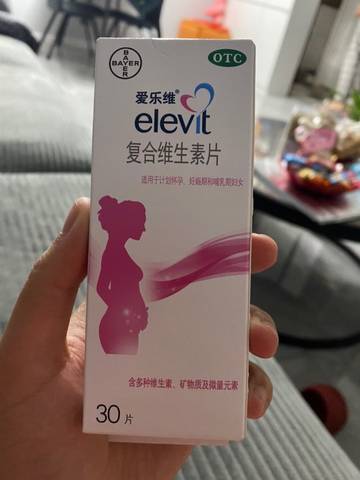 BAYER
BAYER
OTC
爱乐维®
elevit
复合维生素片
适用于计划怀孕、妊娠期和哺乳期妇女
含多种维生素、矿物质及微量元素
30片